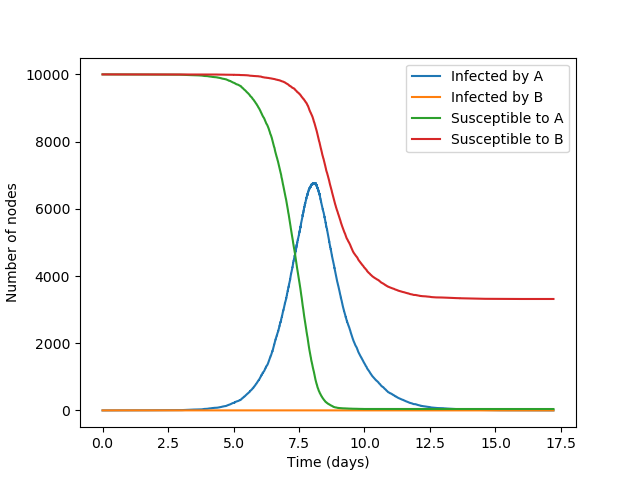 Number of nodes
10000
8000
6000
4000
2000
0
0.0 2.5 5.0 7.5 10.0 12.5 15.0 17.5
Time (days)
Infected by A
Infected by B
Susceptible to A
Susceptible to B